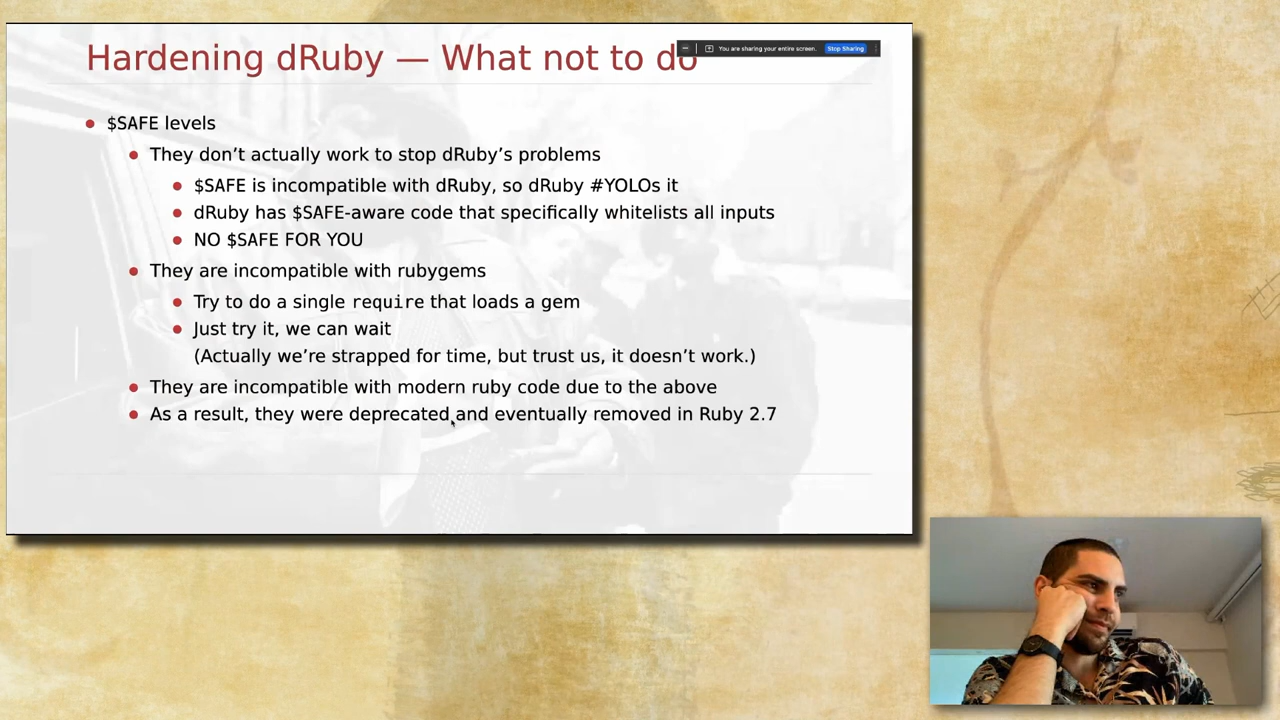 Hardening dRuby — What not to do
You are sharing your entire screen.
Stop Sharing
$SAFE levels
They don't actually work to stop dRuby's problems
$SAFE is incompatible with dRuby, so dRuby #YOLOs it
dRuby has $SAFE-aware code that specifically whitelists all inputs
NO $SAFE FOR YOU
They are incompatible with rubygems
Try to do a single require that loads a gem
Just try it, we can wait
(Actually we're strapped for time, but trust us, it doesn't work.)
They are incompatible with modern ruby code due to the above
As a result, they were deprecated and eventually removed in Ruby 2.7